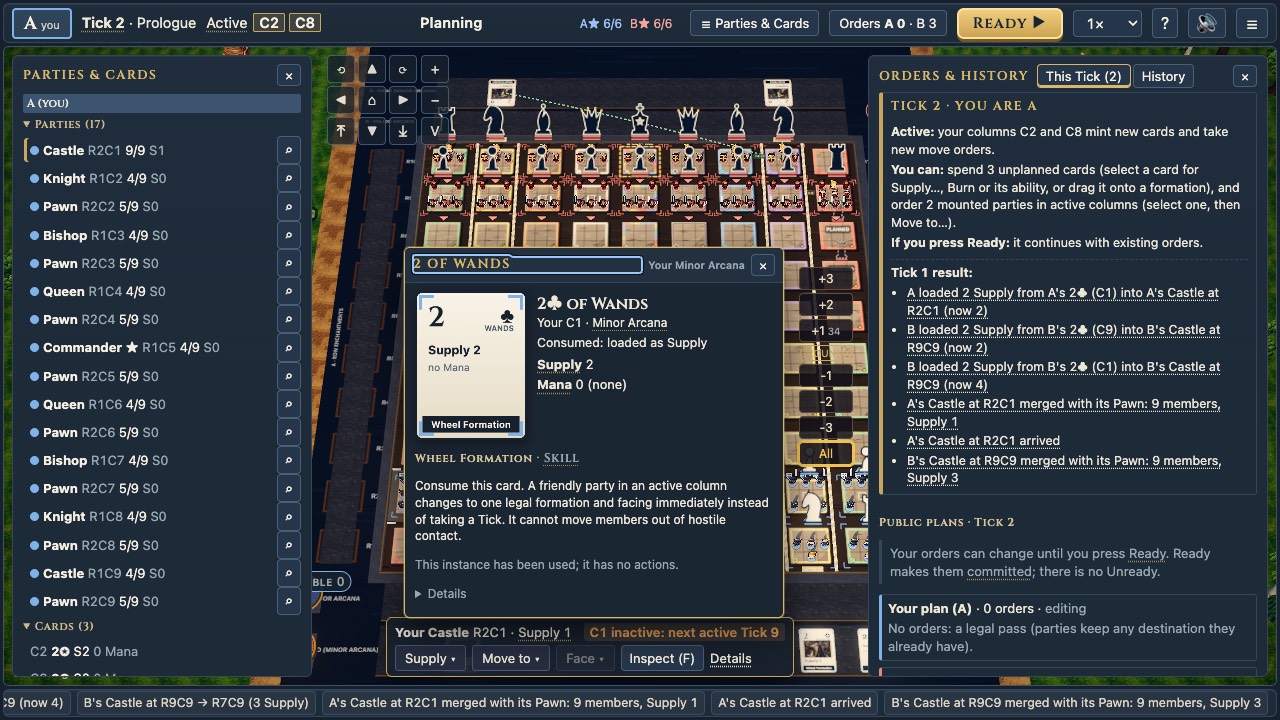 A you
Tick 2 · Prologue Active C2 C8
Planning
A★ 6/6 B★ 6/6
≡ Parties & Cards
Orders A 0 · B 3
READY ▶
1×
?
≡
PARTIES & CARDS ×
A (YOU)
▼ PARTIES (17)
Castle R2C1 9/9 S1
Knight R1C2 4/9 S0
Pawn R2C2 5/9 S0
Bishop R1C3 4/9 S0
Pawn R2C3 5/9 S0
Queen R1C4 4/9 S0
Pawn R2C4 5/9 S0
Commander ★ R1C5 4/9 S0
Pawn R2C5 5/9 S0
Queen R1C6 4/9 S0
Pawn R2C6 5/9 S0
Bishop R1C7 4/9 S0
Pawn R2C7 5/9 S0
Knight R1C8 4/9 S0
Pawn R2C8 5/9 S0
Castle R1C9 4/9 S0
Pawn R2C9 5/9 S0
▼ CARDS (3)
C2 2✪ S2 0 Mana
V
A · ROW ENCHANTMENTS
PLANNED
+3
+2
+1 34
-1
-2
-3
All
BLE 0
OR ARCANA
D (MINOR ARCANA)
2 OF WANDS
Your Minor Arcana ×
2
♣
WANDS
Supply 2
no Mana
Wheel Formation
2♣ OF WANDS
Your C1 · Minor Arcana
Consumed: loaded as Supply
Supply 2
Mana 0 (none)
WHEEL FORMATION · SKILL
Consume this card. A friendly party in an active column
changes to one legal formation and facing immediately instead
of taking a Tick. It cannot move members out of hostile
contact.
This instance has been used; it has no actions.
▶ Details
Your Castle R2C1 · Supply 1
C1 inactive: next active Tick 9
Supply ▾
Move to ▾
Face ▾
Inspect (F)
Details
ORDERS & HISTORY
This Tick (2)
History
×
TICK 2 · YOU ARE A
Active: your columns C2 and C8 mint new cards and take
new move orders.
You can: spend 3 unplanned cards (select a card for
Supply..., Burn or its ability, or drag it onto a formation), and
order 2 mounted parties in active columns (select one, then
Move to...).
If you press Ready: it continues with existing orders.
Tick 1 result:
• A loaded 2 Supply from A's 2♣ (C1) into A's Castle at
R2C1 (now 2)
• B loaded 2 Supply from B's 2♣ (C9) into B's Castle at
R9C9 (now 2)
• B loaded 2 Supply from B's 2♣ (C1) into B's Castle at
R9C9 (now 4)
• A's Castle at R2C1 merged with its Pawn: 9 members,
Supply 1
• A's Castle at R2C1 arrived
• B's Castle at R9C9 merged with its Pawn: 9 members,
Supply 3
PUBLIC PLANS · TICK 2
Your orders can change until you press Ready. Ready
makes them committed; there is no Unready.
Your plan (A) · 0 orders · editing
No orders: a legal pass (parties keep any destination they
already have).
C9 (now 4)
B's Castle at R9C9 → R7C9 (3 Supply)
A's Castle at R2C1 merged with its Pawn: 9 members, Supply 1
A's Castle at R2C1 arrived
B's Castle at R9C9 merged with its Pawn: 9 members, Supply 3